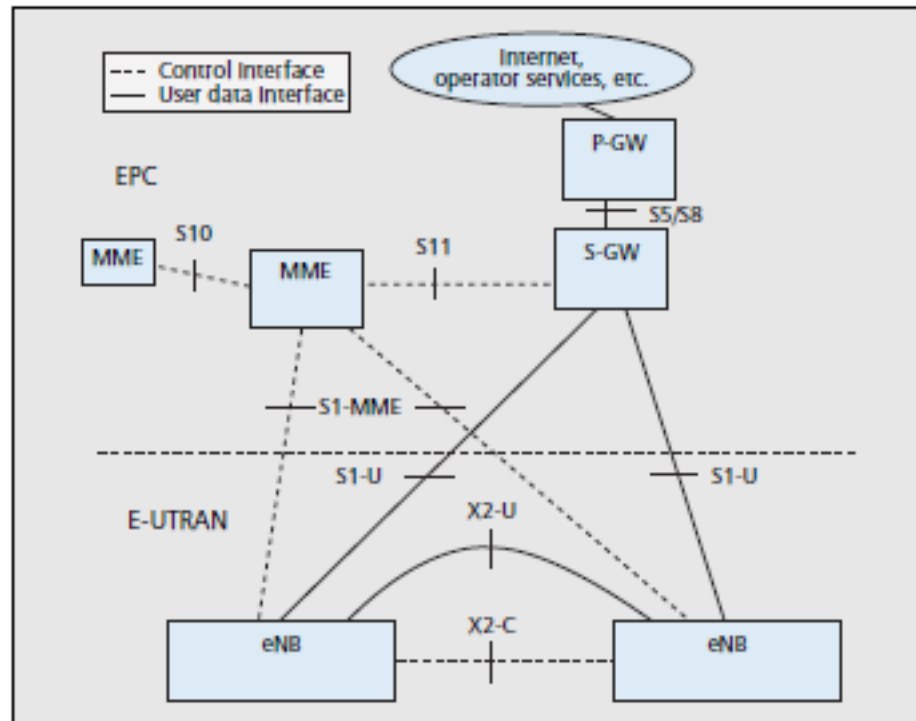 Control interface
User data interface
Internet,
operator services, etc.
P-GW
EPC
S5/S8
S10
S11
S-GW
MME
MME
S1-MME
S1-U
S1-U
E-UTRAN
X2-U
X2-C
eNB
eNB